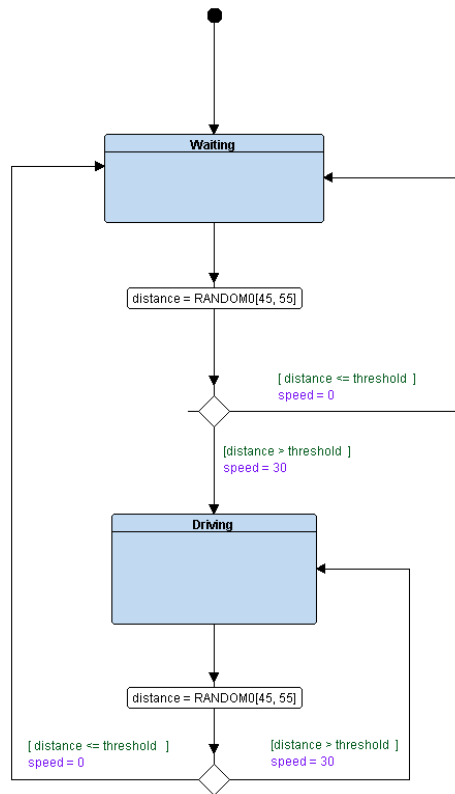 Waiting
distance = RANDOM0[45, 55]
[ distance <= threshold  ]
speed = 0
[distance > threshold  ]
speed = 30
Driving
distance = RANDOM0[45, 55]
[ distance <= threshold  ]
speed = 0
[distance > threshold  ]
speed = 30